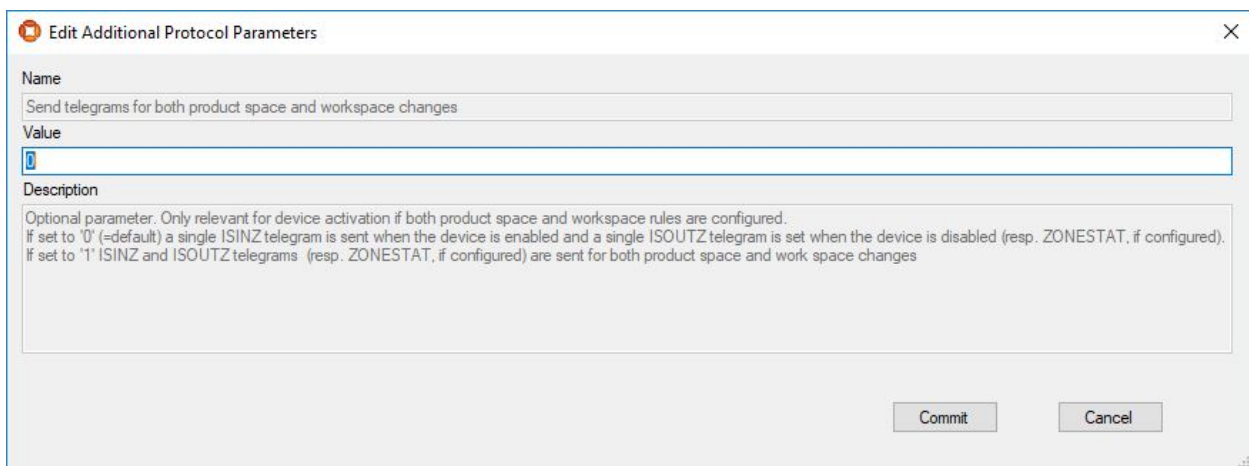 Edit Additional Protocol Parameters
Name
Send telegrams for both product space and workspace changes
Value
0
Description
Optional parameter. Only relevant for device activation if both product space and workspace rules are configured.
If set to '0' (=default) a single ISINZ telegram is sent when the device is enabled and a single ISOUTZ telegram is set when the device is disabled (resp. ZONESTAT, if configured).
If set to '1' ISINZ and ISOUTZ telegrams (resp. ZONESTAT, if configured) are sent for both product space and work space changes
Commit Cancel